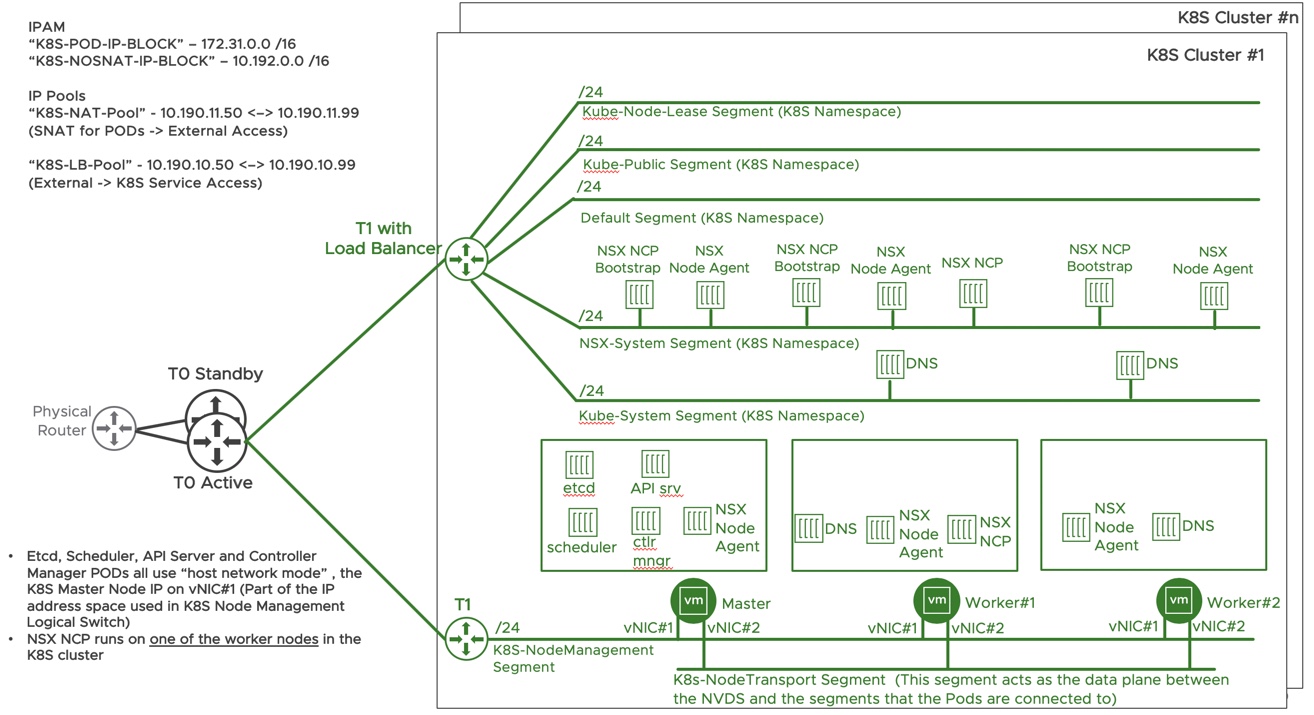 K8S Cluster #n
K8S Cluster #1
IPAM
“K8S-POD-IP-BLOCK” – 172.31.0.0 /16
“K8S-NOSNAT-IP-BLOCK” – 10.192.0.0 /16
IP Pools
“K8S-NAT-Pool” - 10.190.11.50 <–> 10.190.11.99
(SNAT for PODs -> External Access)
“K8S-LB-Pool” - 10.190.10.50 <–> 10.190.10.99
(External -> K8S Service Access)
/24
Kube-Node-Lease Segment (K8S Namespace)
/24
Kube-Public Segment (K8S Namespace)
/24
Default Segment (K8S Namespace)
T1 with
Load Balancer
NSX NCP
Bootstrap
NSX
Node Agent
NSX NCP
Bootstrap
NSX
Node Agent
NSX NCP
NSX NCP
Bootstrap
NSX
Node Agent
/24
NSX-System Segment (K8S Namespace)
DNS
DNS
/24
Kube-System Segment (K8S Namespace)
T0 Standby
Physical
Router
T0 Active
etcd
API srv
scheduler
ctlr
mngr
NSX
Node
Agent
DNS
NSX
Node
Agent
NSX
NCP
NSX
Node
Agent
DNS
• Etcd, Scheduler, API Server and Controller
Manager PODs all use “host network mode” , the
K8S Master Node IP on vNIC#1 (Part of the IP
address space used in K8S Node Management
Logical Switch)
• NSX NCP runs on one of the worker nodes in the
K8S cluster
T1
/24
K8S-NodeManagement
Segment
vm
Master
vNIC#1
vNIC#2
vm
Worker#1
vNIC#1
vNIC#2
vm
Worker#2
vNIC#1
vNIC#2
K8s-NodeTransport Segment (This segment acts as the data plane between
the NVDS and the segments that the Pods are connected to)